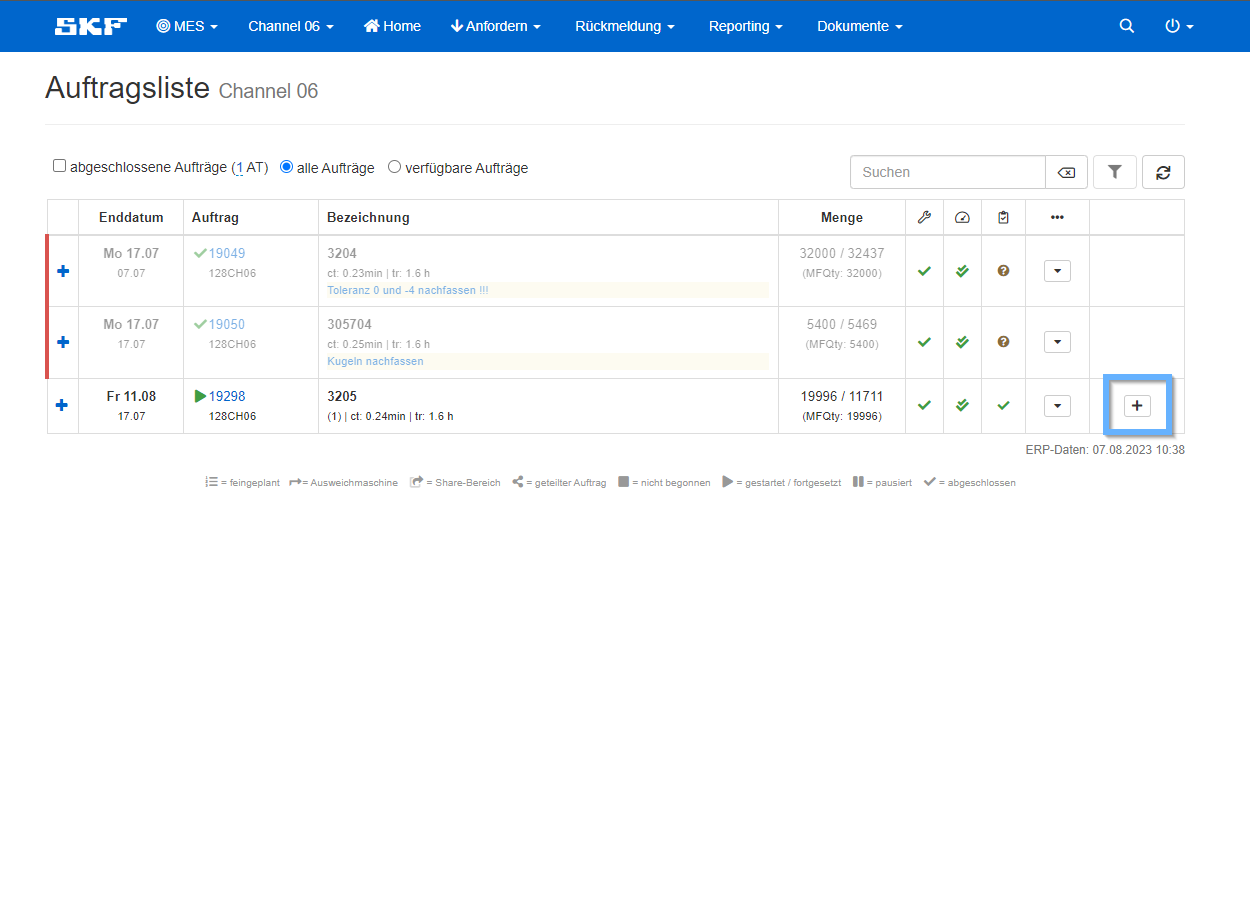 SKF MES Channel 06 Home Anfordern Rückmeldung Reporting Dokumente
Auftragsliste Channel 06
abgeschlossene Aufträge (1 AT) alle Aufträge verfügbare Aufträge Suchen
Enddatum Auftrag Bezeichnung Menge
Mo 17.07 19049 3204 32000 / 32437
07.07 128CH06 ct: 0.23min | tr: 1.6 h (MFQty: 32000)
Toleranz 0 und -4 nachfassen !!!
Mo 17.07 19050 305704 5400 / 5469
17.07 128CH06 ct: 0.25min | tr: 1.6 h (MFQty: 5400)
Kugeln nachfassen
Fr 11.08 19298 3205 19996 / 11711
17.07 128CH06 (1) | ct: 0.24min | tr: 1.6 h (MFQty: 19996)
ERP-Daten: 07.08.2023 10:38
= feingeplant = Ausweichmaschine = Share-Bereich = geteilter Auftrag = nicht begonnen = gestartet / fortgesetzt = pausiert = abgeschlossen